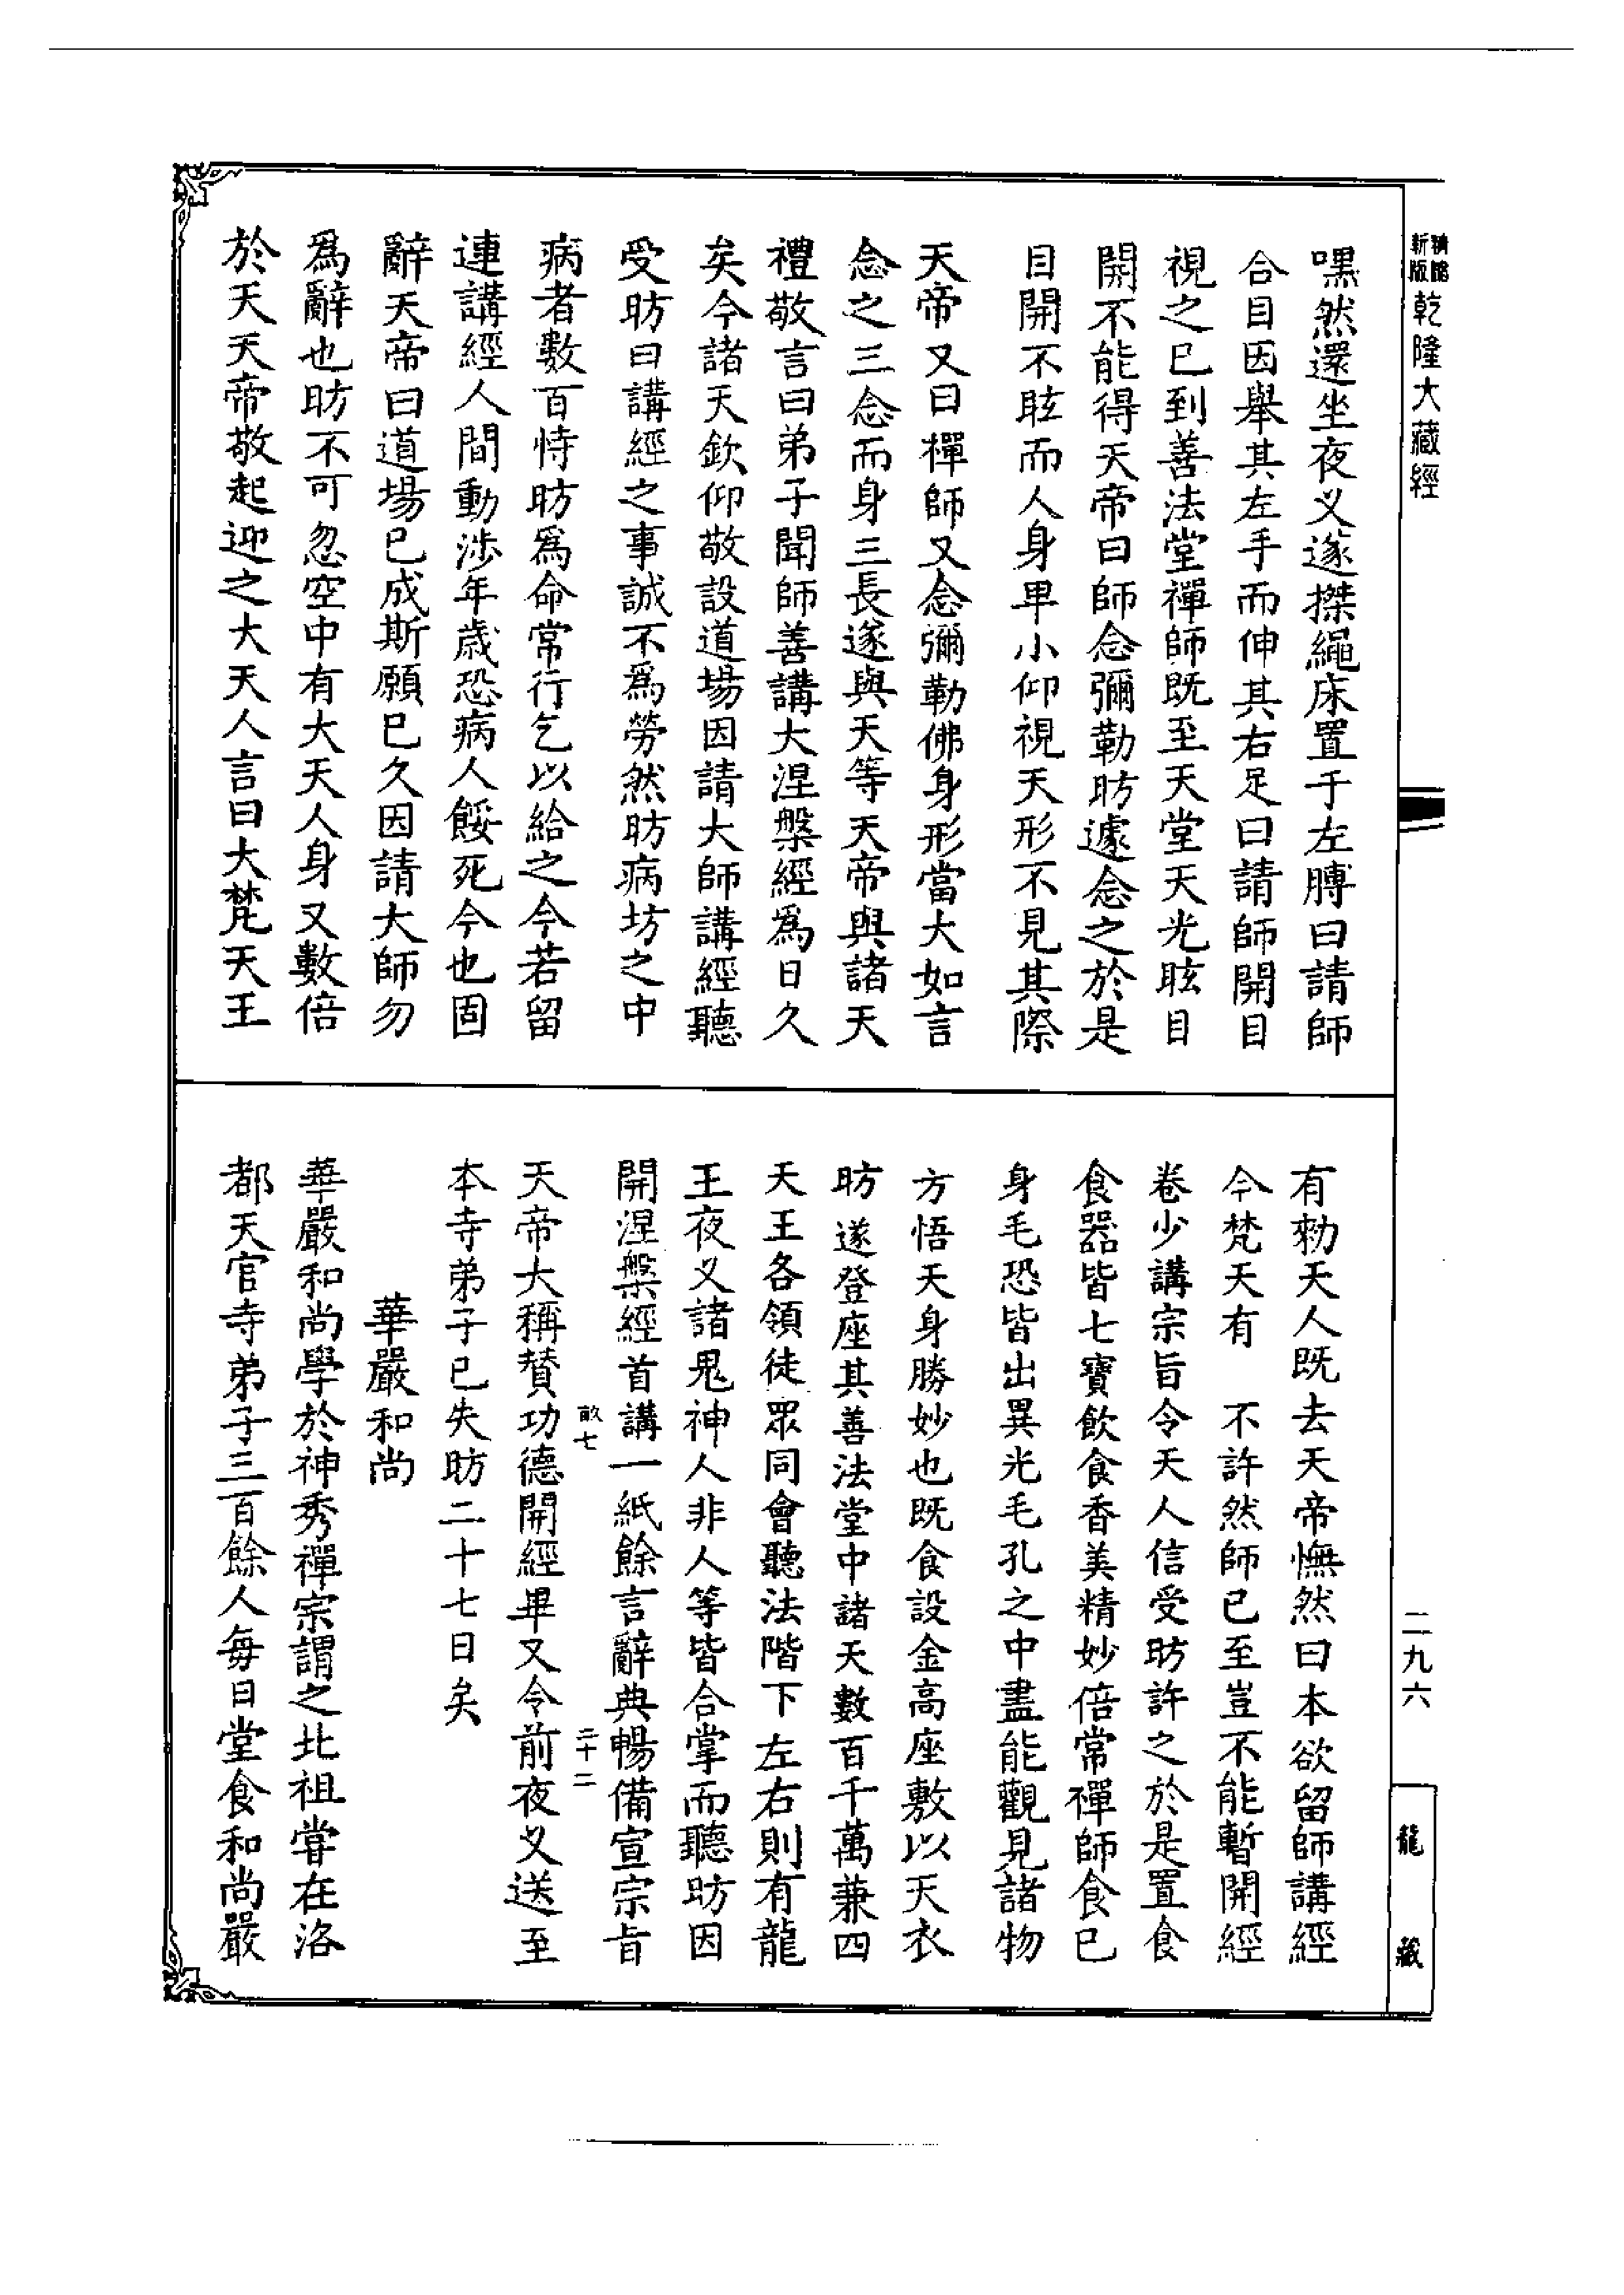 精縮新版乾隆大藏經
嘿然還坐夜义遂搩繩床置于左膊曰請師
合目因舉其左手而伸其右足曰請師開目
視之已到善法堂禪師既至天堂天光眩目
開不能得天帝曰師念彌勒昉遽念之於是
目開不眩而人身卑小仰視天形不見其際
天帝又曰禪師又念彌勒佛身形當大如言
念之三念而身三長遂與天等天帝與諸天
禮敬言曰弟子聞師善講大涅槃經爲日久
矣今諸天欽仰敬設道場因請大師講經聽
受昉曰講經之事誠不爲勞然昉病坊之中
病者數百恃昉爲命常行乞以給之今若留
連講經人間動涉年歲恐病人餒死今也固
辭天帝曰道場已成斯願已久因請大師勿
爲辭也昉不可忽空中有大天人身又數倍
於天天帝敬起迎之大天人言曰大梵天王
有勑天人既去天帝憮然曰本欲留師講經
今梵天有 不許然師已至豈不能暫開經
卷少講宗旨令天人信受昉許之於是置食
食器皆七寶飲食香美精妙倍常禪師食已
身毛恐皆出異光毛孔之中盡能觀見諸物
方悟天身勝妙也既食設金高座敷以天衣
昉遂登座其善法堂中諸天數百千萬兼四
天王各領徒眾同會聽法階下左右則有龍
王夜义諸鬼神人非人等皆合掌而聽昉因
開涅槃經首講一紙餘言辭典暢備宣宗旨
畝七 三十二
天帝大稱賛功德開經畢又令前夜义送至
本寺弟子已失昉二十七日矣
華嚴和尚
華嚴和尚學於神秀禪宗謂之北祖甞在洛
都天官寺弟子三百餘人每日堂食和尚嚴
二九六
龍藏